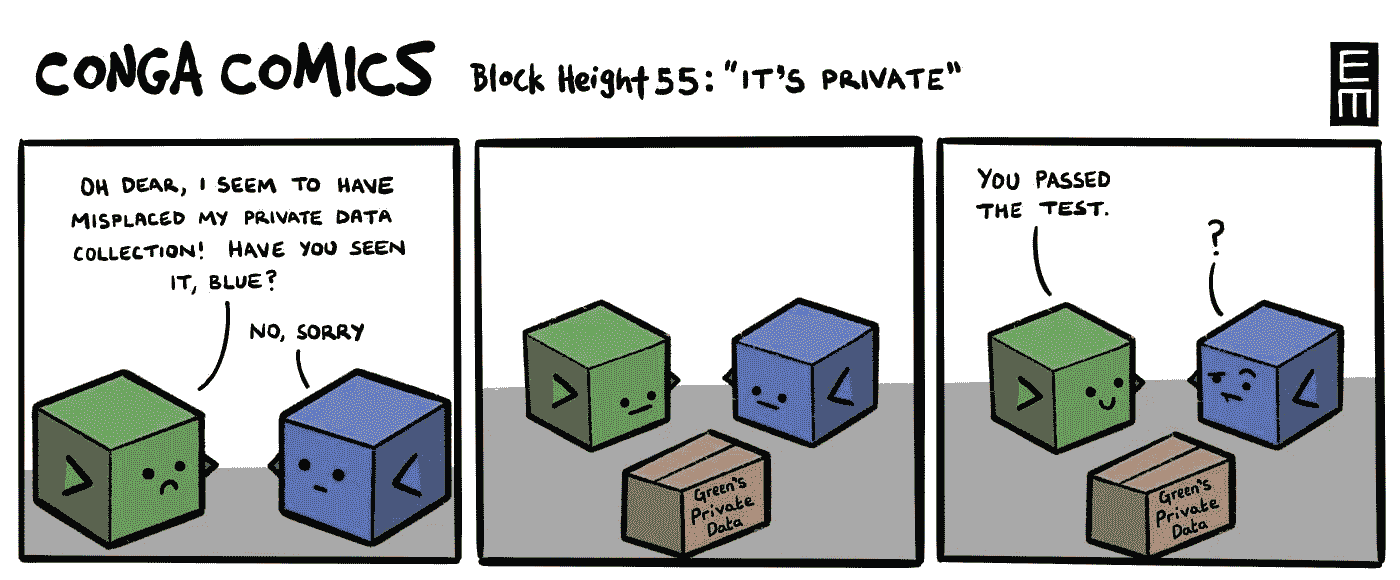 CONGA COMICS
Block Height 55: "IT'S PRIVATE"
EM
OH DEAR, I SEEM TO HAVE
MISPLACED MY PRIVATE DATA
COLLECTION! HAVE YOU SEEN
IT, BLUE?
NO, SORRY
Green's
Private
Data
YOU PASSED
THE TEST.
?
Green's
Private
Data